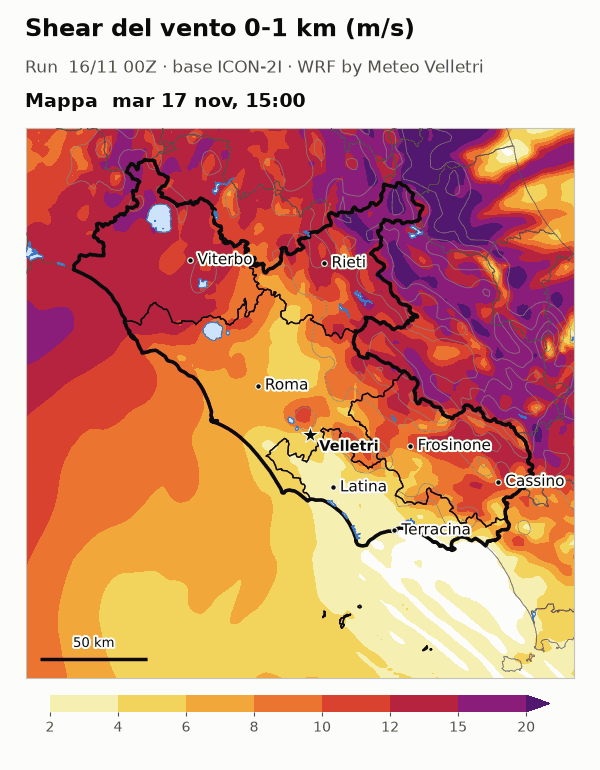 Shear del vento 0-1 km (m/s)
Run  16/11 00Z · base ICON-2I · WRF by Meteo Velletri
Mappa  mar 17 nov, 15:00
Viterbo
Rieti
Roma
Velletri
Frosinone
Latina
Cassino
Terracina
50 km
2 4 6 8 10 12 15 20